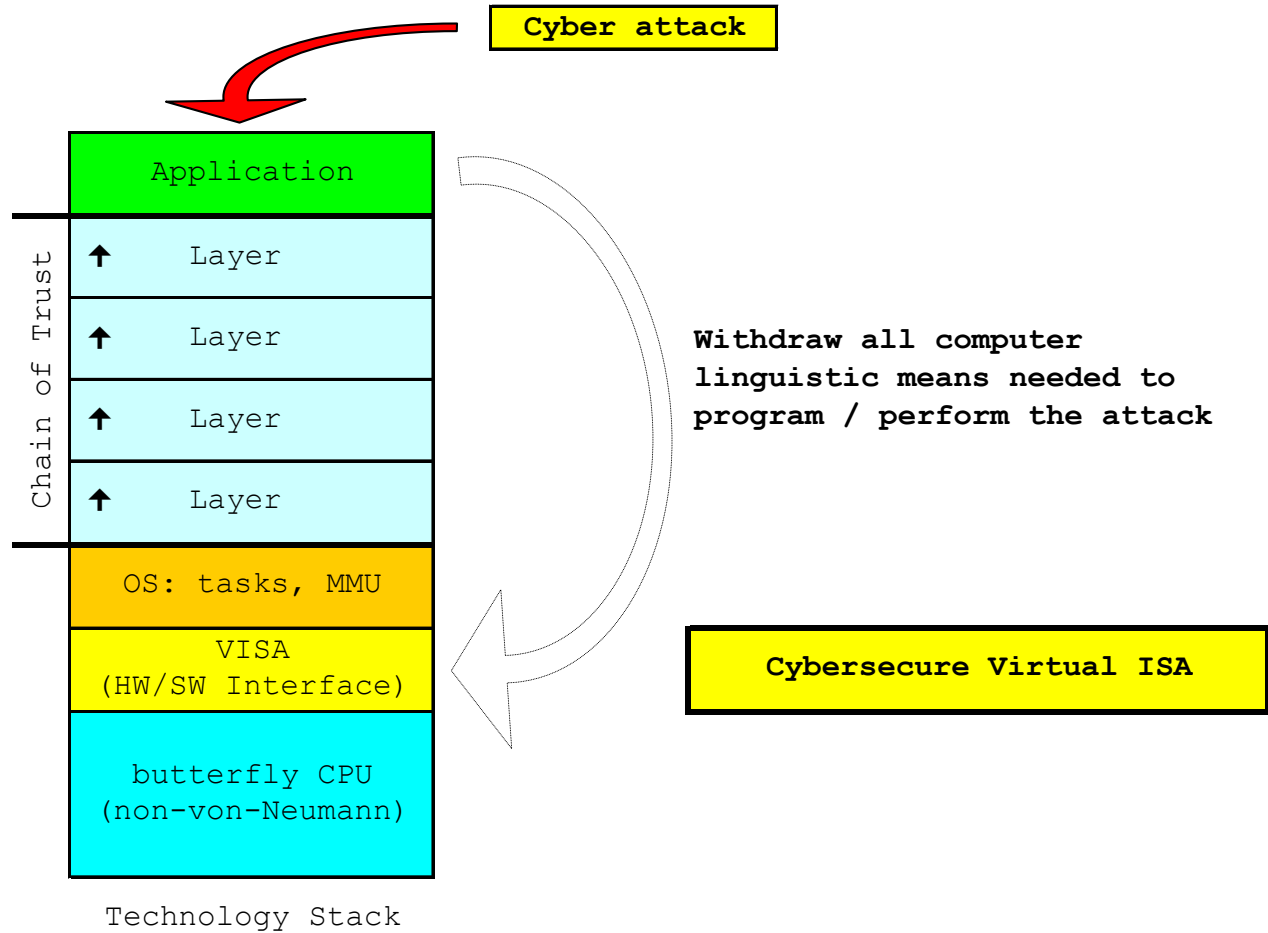 Cyber attack
Application
Chain of Trust
Layer
Layer
Layer
Layer
Withdraw all computer
linguistic means needed to
program / perform the attack
OS: tasks, MMU
VISA
(HW/SW Interface)
Cybersecure Virtual ISA
butterfly CPU
(non-von-Neumann)
Technology Stack